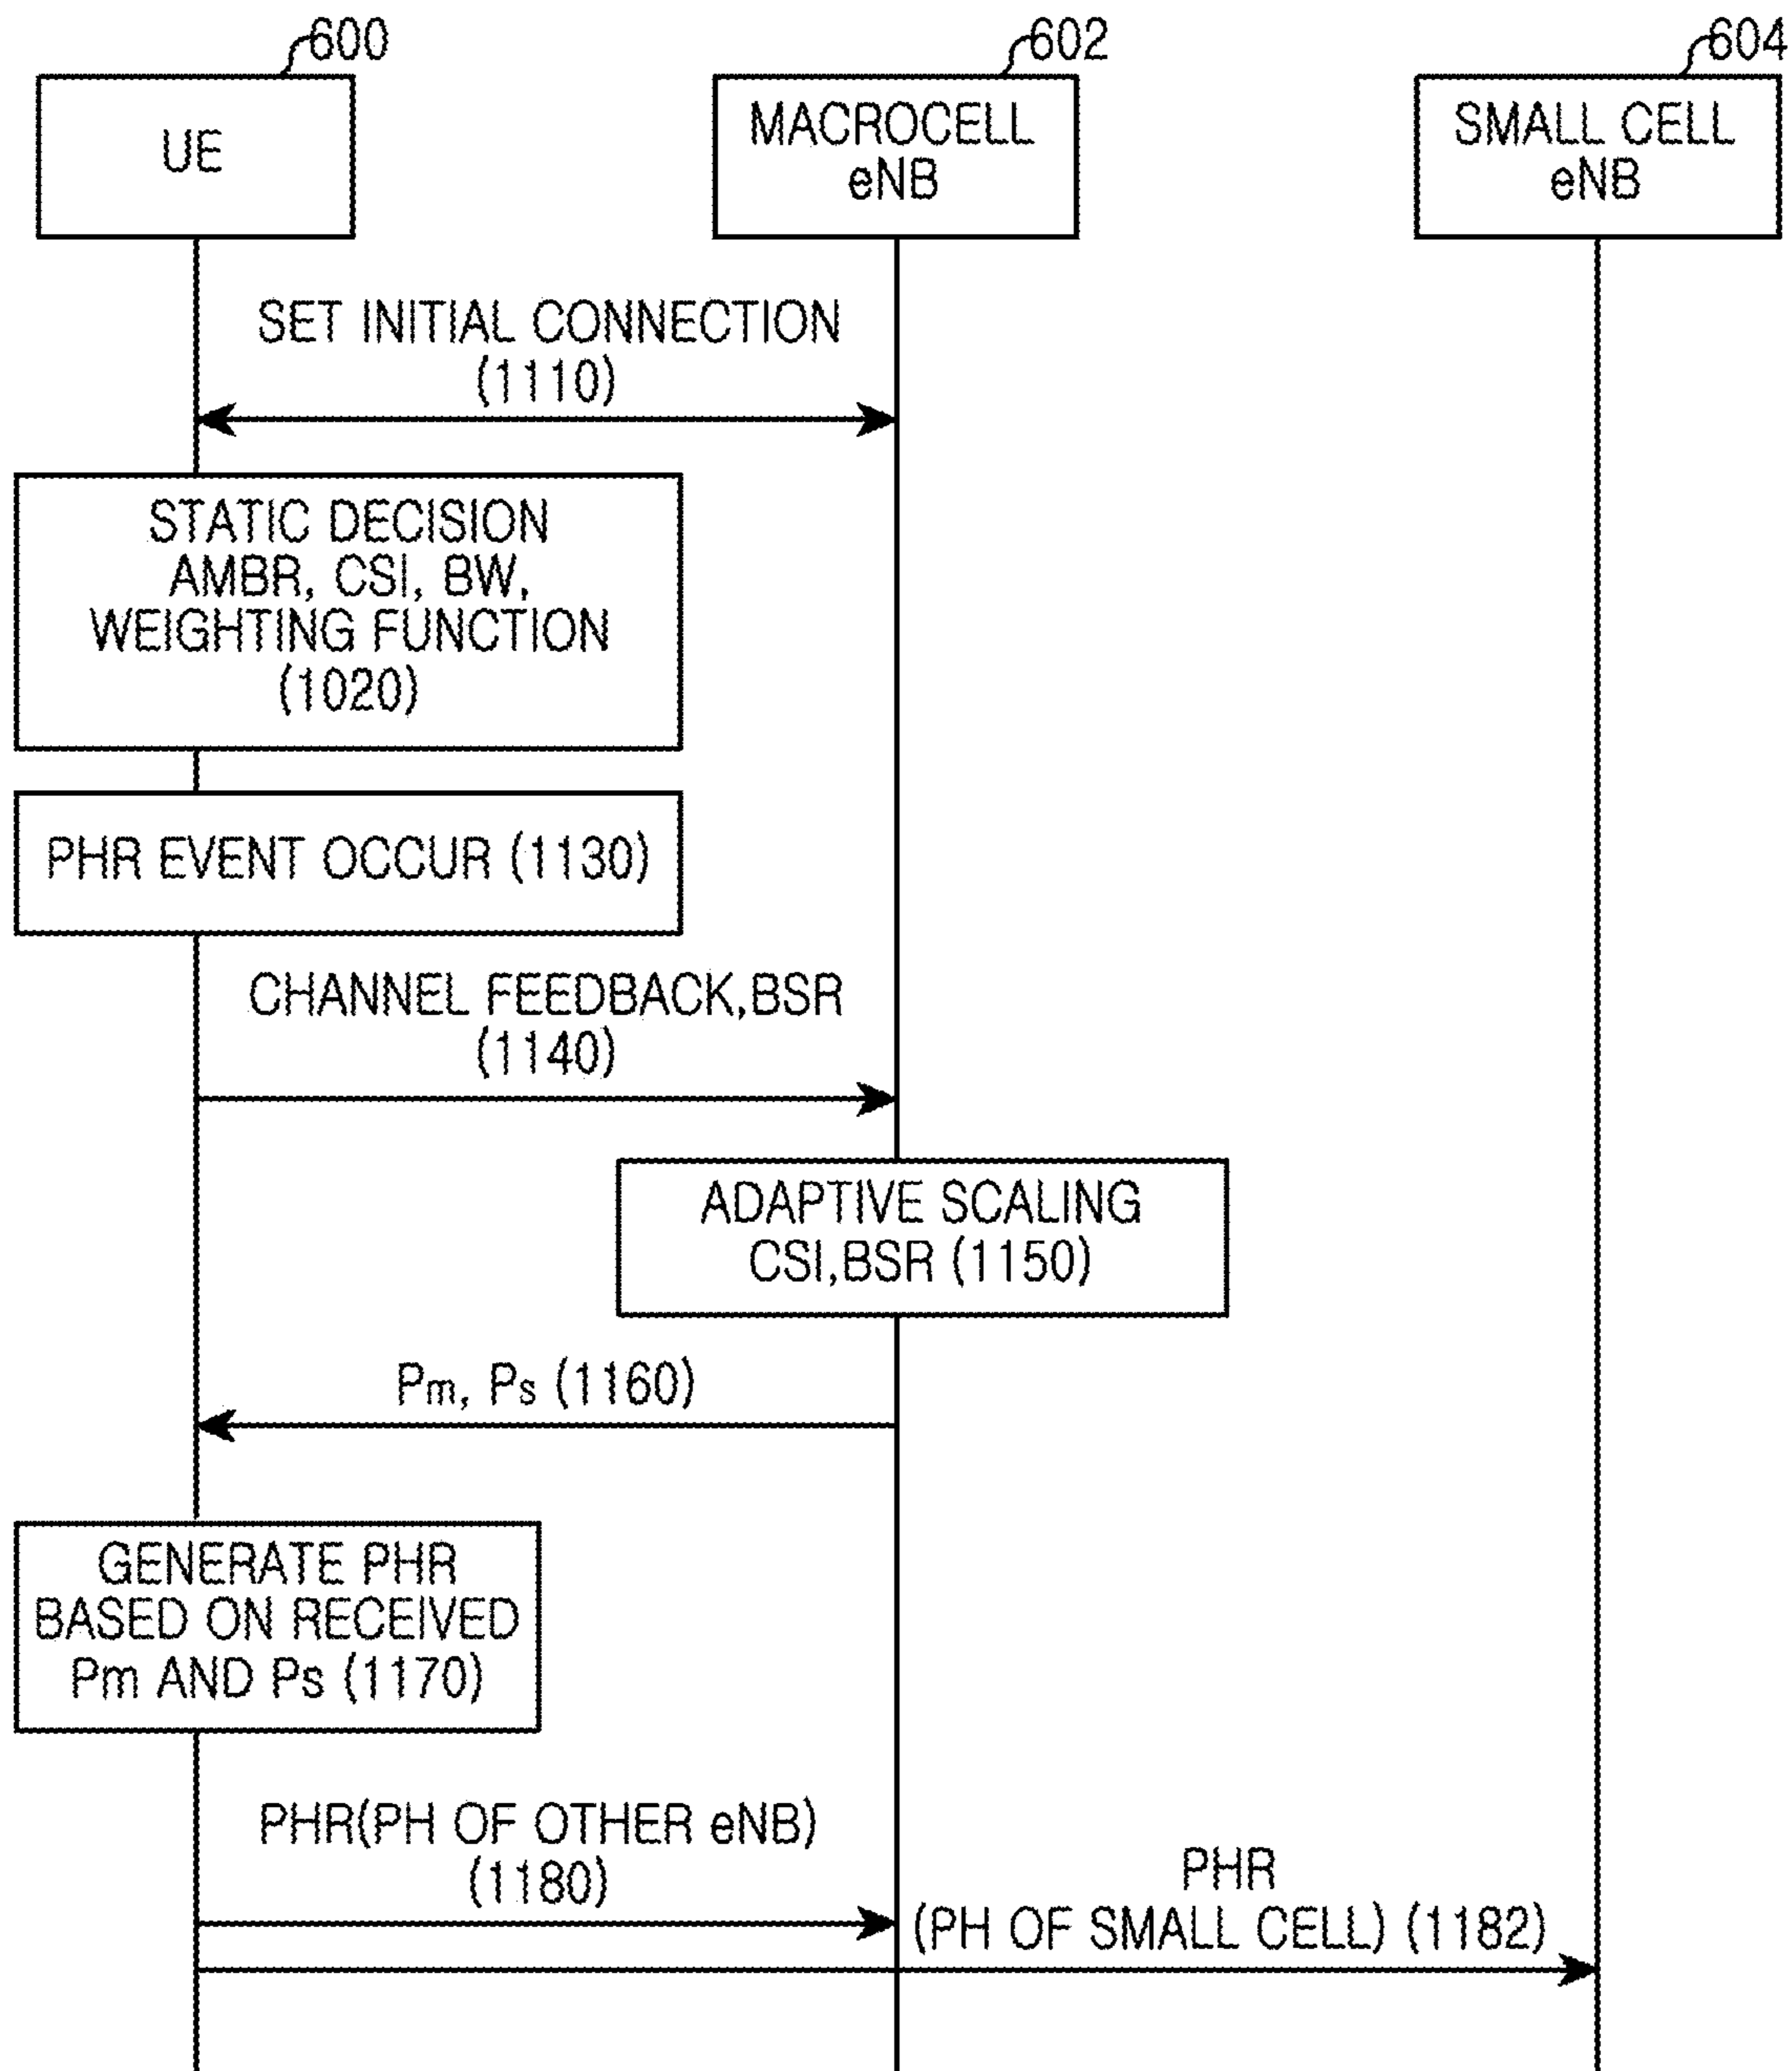 600
602
604
UE
MACROCELL
eNB
SMALL CELL
eNB
SET INITIAL CONNECTION
(1110)
STATIC DECISION
AMBR, CSI, BW,
WEIGHTING FUNCTION
(1020)
PHR EVENT OCCUR (1130)
CHANNEL FEEDBACK,BSR
(1140)
ADAPTIVE SCALING
CSI,BSR (1150)
Pm, Ps (1160)
GENERATE PHR
BASED ON RECEIVED
Pm AND Ps (1170)
PHR(PH OF OTHER eNB)
(1180)
PHR
(PH OF SMALL CELL) (1182)